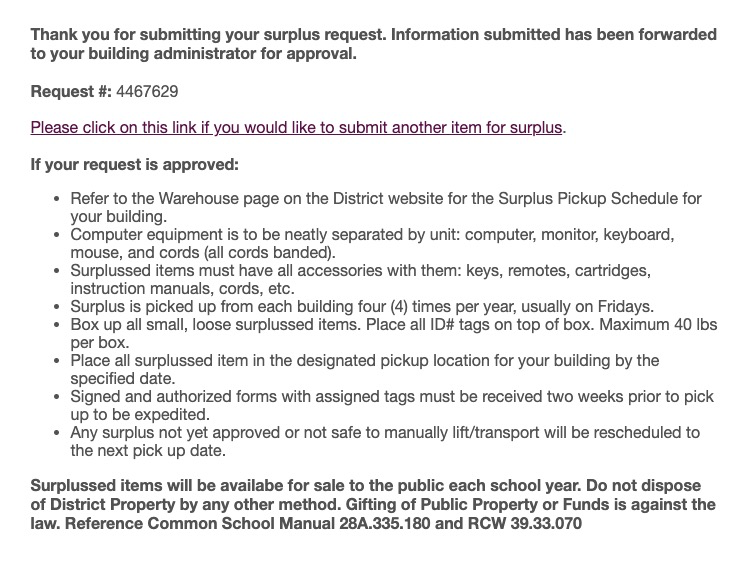 Thank you for submitting your surplus request. Information submitted has been forwarded
to your building administrator for approval.
Request #: 4467629
Please click on this link if you would like to submit another item for surplus.
If your request is approved:
• Refer to the Warehouse page on the District website for the Surplus Pickup Schedule for
your building.
• Computer equipment is to be neatly separated by unit: computer, monitor, keyboard,
mouse, and cords (all cords banded).
• Surplussed items must have all accessories with them: keys, remotes, cartridges,
instruction manuals, cords, etc.
• Surplus is picked up from each building four (4) times per year, usually on Fridays.
• Box up all small, loose surplussed items. Place all ID# tags on top of box. Maximum 40 lbs
per box.
• Place all surplussed item in the designated pickup location for your building by the
specified date.
• Signed and authorized forms with assigned tags must be received two weeks prior to pick
up to be expedited.
• Any surplus not yet approved or not safe to manually lift/transport will be rescheduled to
the next pick up date.
Surplussed items will be availabe for sale to the public each school year. Do not dispose
of District Property by any other method. Gifting of Public Property or Funds is against the
law. Reference Common School Manual 28A.335.180 and RCW 39.33.070